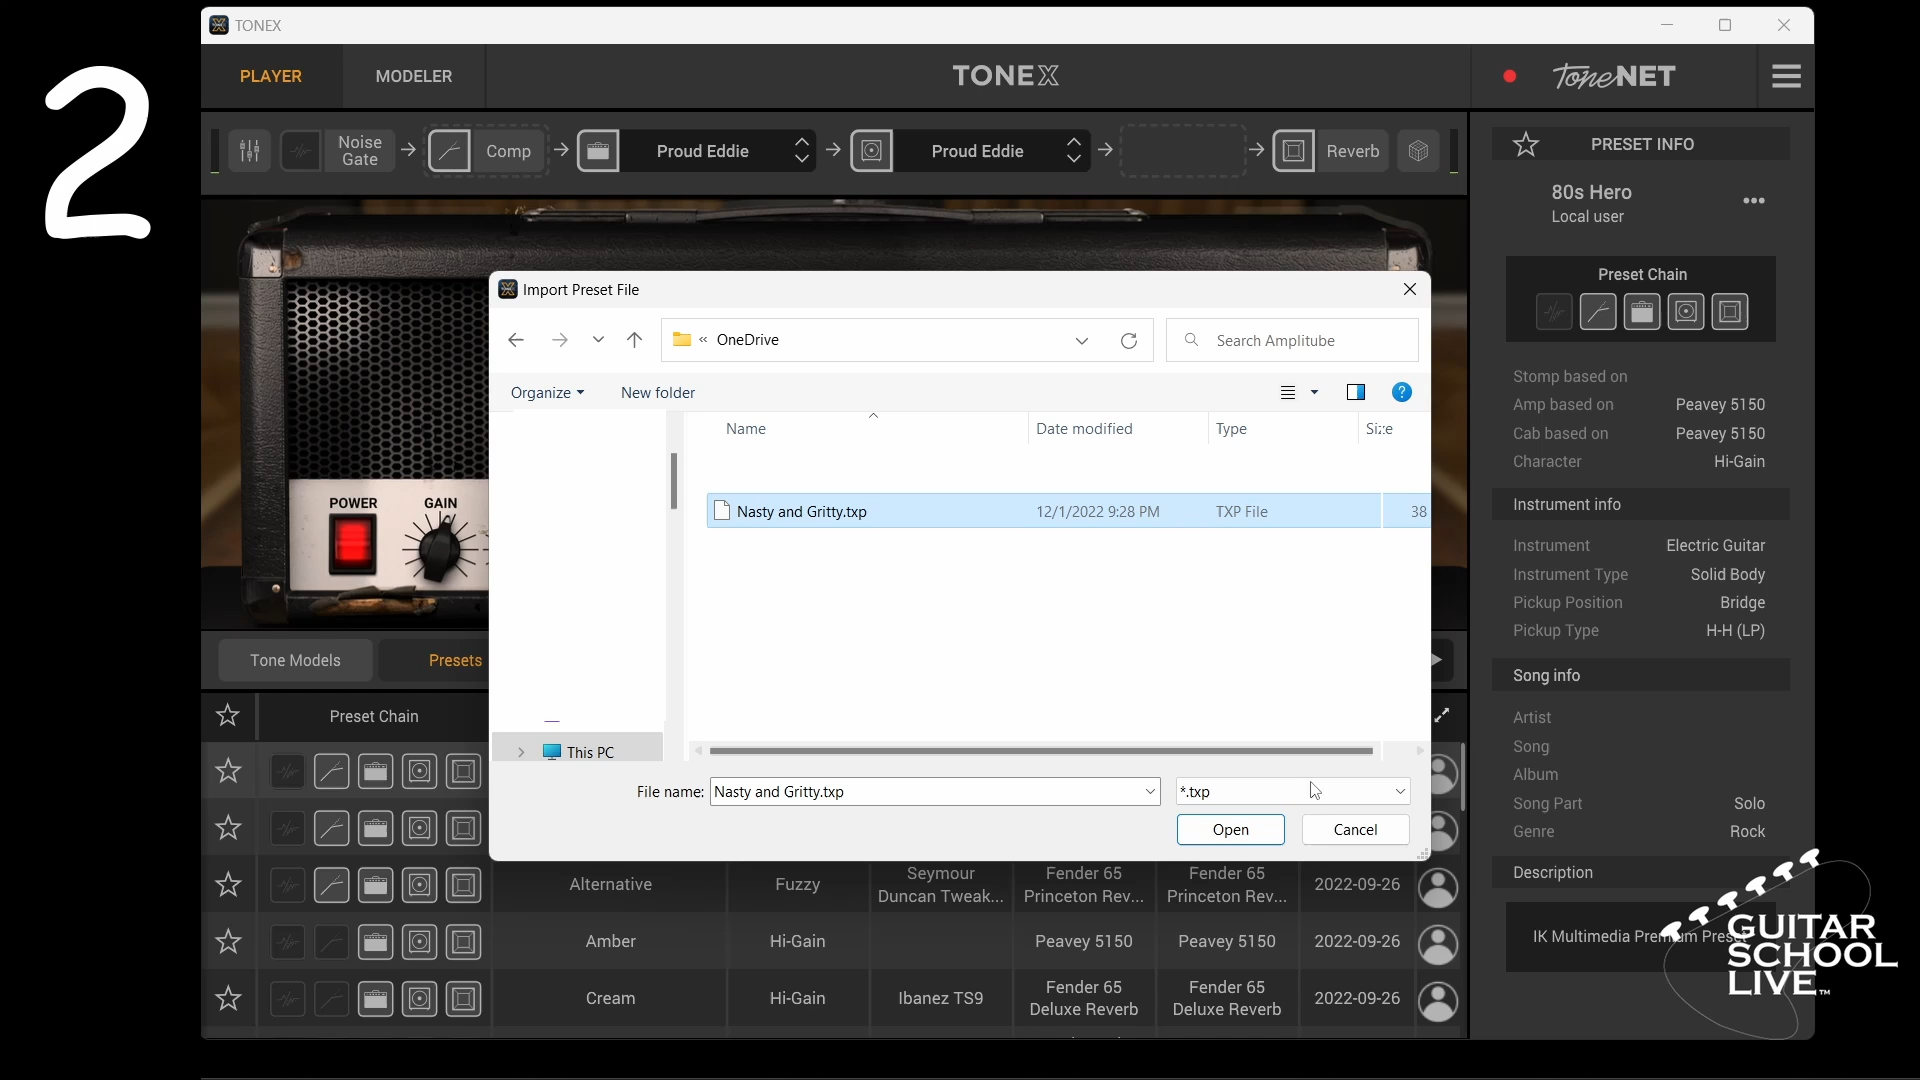 2
TONEX
PLAYER
MODELER
TONEX
ToneNET
Noise
Gate
Comp
Proud Eddie
Proud Eddie
Reverb
PRESET INFO
80s Hero
Local user
Preset Chain
Stomp based on
Amp based on Peavey 5150
Cab based on Peavey 5150
Character Hi-Gain
Instrument info
Instrument Electric Guitar
Instrument Type Solid Body
Pickup Position Bridge
Pickup Type H-H (LP)
Song info
Artist
Song
Album
Song Part Solo
Genre Rock
Description
IK Multimedia Premium Preset
POWER
GAIN
Import Preset File
« OneDrive
Search Amplitube
Organize
New folder
?
Name Date modified Type Size
Nasty and Gritty.txp 12/1/2022 9:28 PM TXP File 38
This PC
File name: Nasty and Gritty.txp
*.txp
Open
Cancel
Tone Models
Presets
Preset Chain
Alternative Fuzzy Seymour Duncan Tweak... Fender 65 Princeton Rev... Fender 65 Princeton Rev... 2022-09-26
Amber Hi-Gain Peavey 5150 Peavey 5150 2022-09-26
Cream Hi-Gain Ibanez TS9 Fender 65 Deluxe Reverb Fender 65 Deluxe Reverb 2022-09-26
GUITAR
SCHOOL
LIVE™